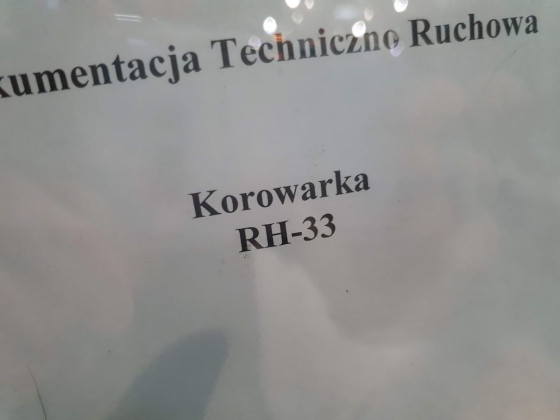 kumentacja Techniczno Ruchowa
Korowarka
RH-33